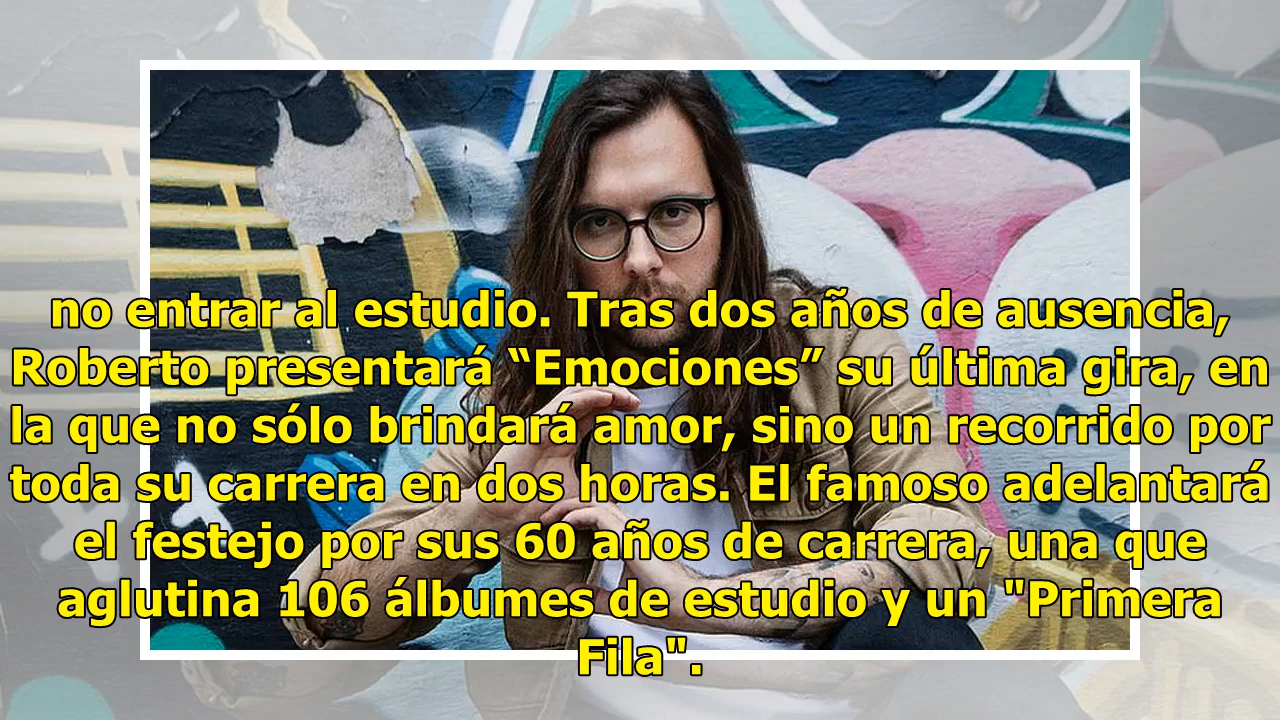 no entrar al estudio. Tras dos años de ausencia,
Roberto presentará “Emociones” su última gira, en
la que no sólo brindará amor, sino un recorrido por
toda su carrera en dos horas. El famoso adelantará
el festejo por sus 60 años de carrera, una que
aglutina 106 álbumes de estudio y un "Primera
Fila".